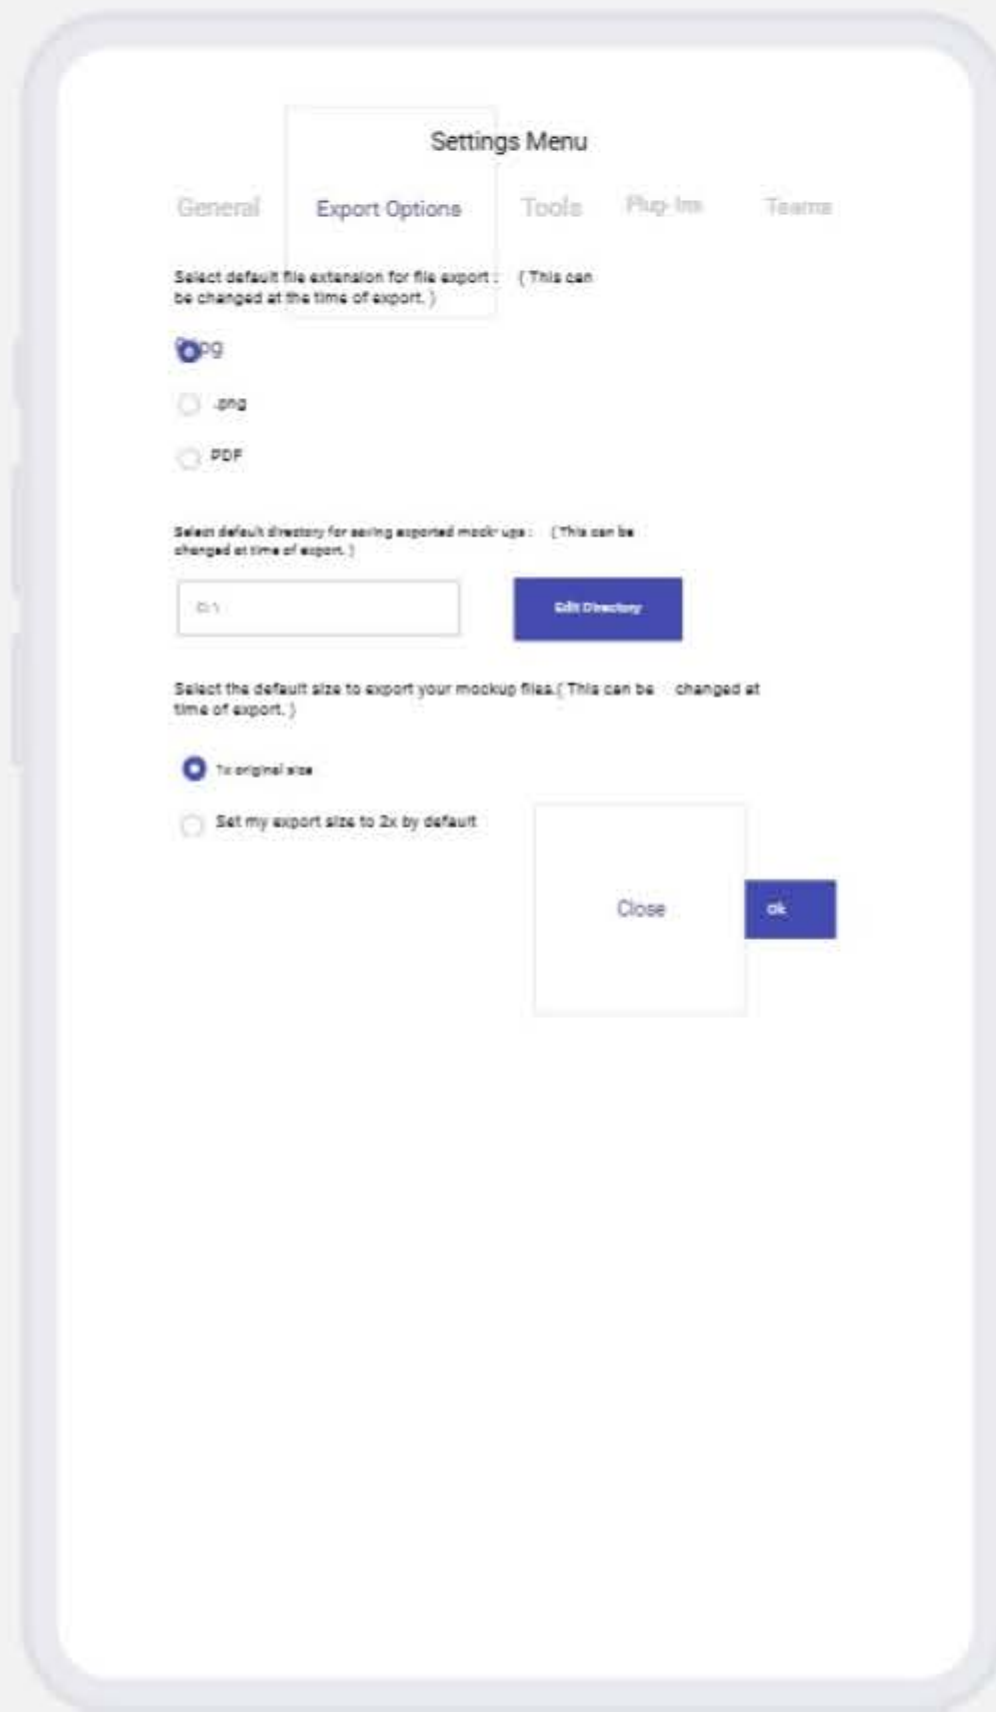 Settings Menu
General Export Options Tools Plug-Ins Teams
Select default file extension for file export : ( This can
be changed at the time of export. )
pg
.png
PDF
Select default directory for saving exported mock-ups : ( This can be
changed at time of export. )
Edit Directory
Select the default size to export your mockup files.( This can be changed at
time of export. )
1x original size
Set my export size to 2x by default
Close ok